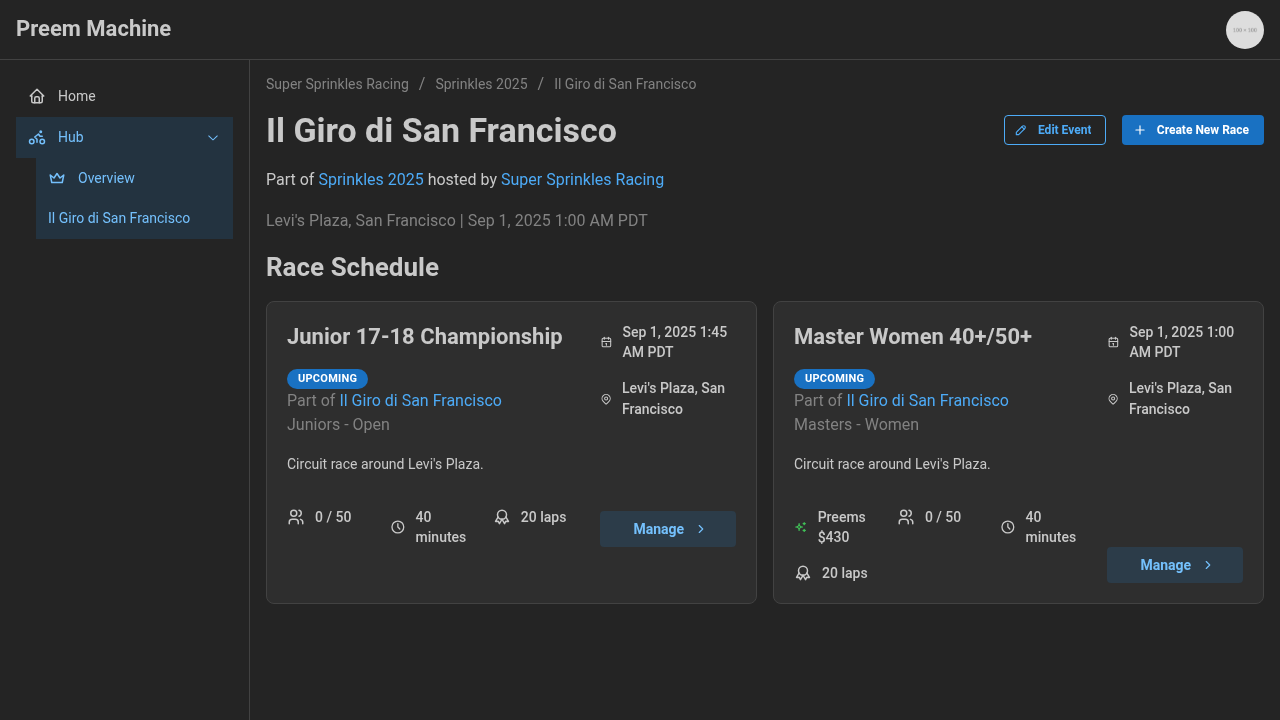 Preem Machine
100 × 100
Home
Hub
Overview
Il Giro di San Francisco
Super Sprinkles Racing / Sprinkles 2025 / Il Giro di San Francisco
Il Giro di San Francisco
Edit Event
Create New Race
Part of Sprinkles 2025 hosted by Super Sprinkles Racing
Levi's Plaza, San Francisco | Sep 1, 2025 1:00 AM PDT
Race Schedule
Junior 17-18 Championship
UPCOMING
Part of Il Giro di San Francisco
Juniors - Open
Sep 1, 2025 1:45
AM PDT
Levi's Plaza, San
Francisco
Circuit race around Levi's Plaza.
0 / 50
40
minutes
20 laps
Manage
Master Women 40+/50+
UPCOMING
Part of Il Giro di San Francisco
Masters - Women
Sep 1, 2025 1:00
AM PDT
Levi's Plaza, San
Francisco
Circuit race around Levi's Plaza.
Preems
$430
0 / 50
40
minutes
20 laps
Manage